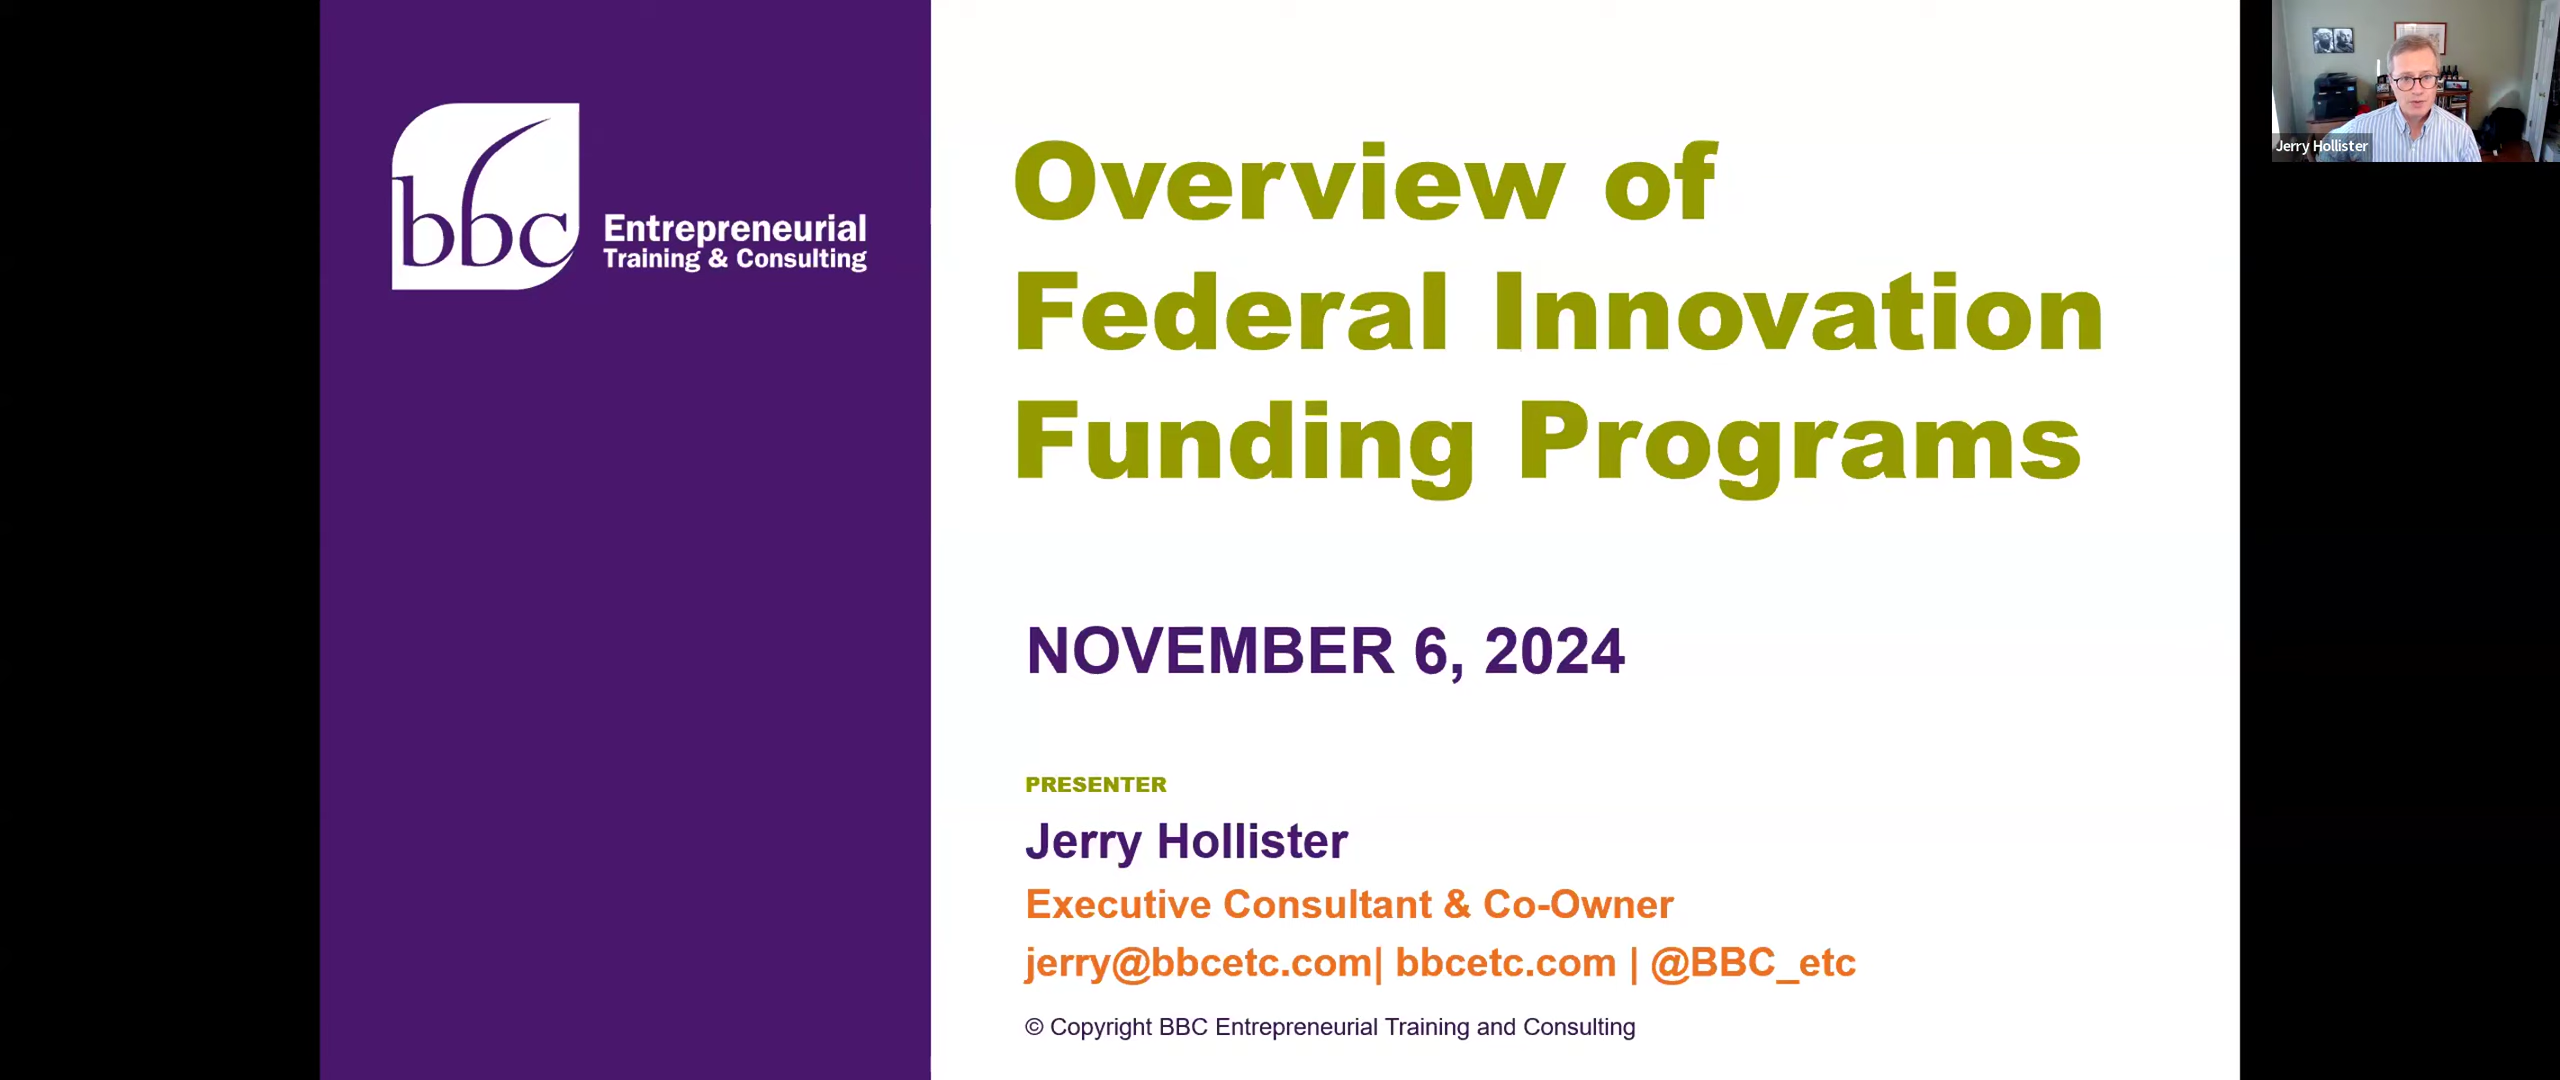 bbc
Entrepreneurial
Training & Consulting
Overview of
Federal Innovation
Funding Programs
NOVEMBER 6, 2024
PRESENTER
Jerry Hollister
Executive Consultant & Co-Owner
jerry@bbcetc.com| bbcetc.com | @BBC_etc
© Copyright BBC Entrepreneurial Training and Consulting
Jerry Hollister